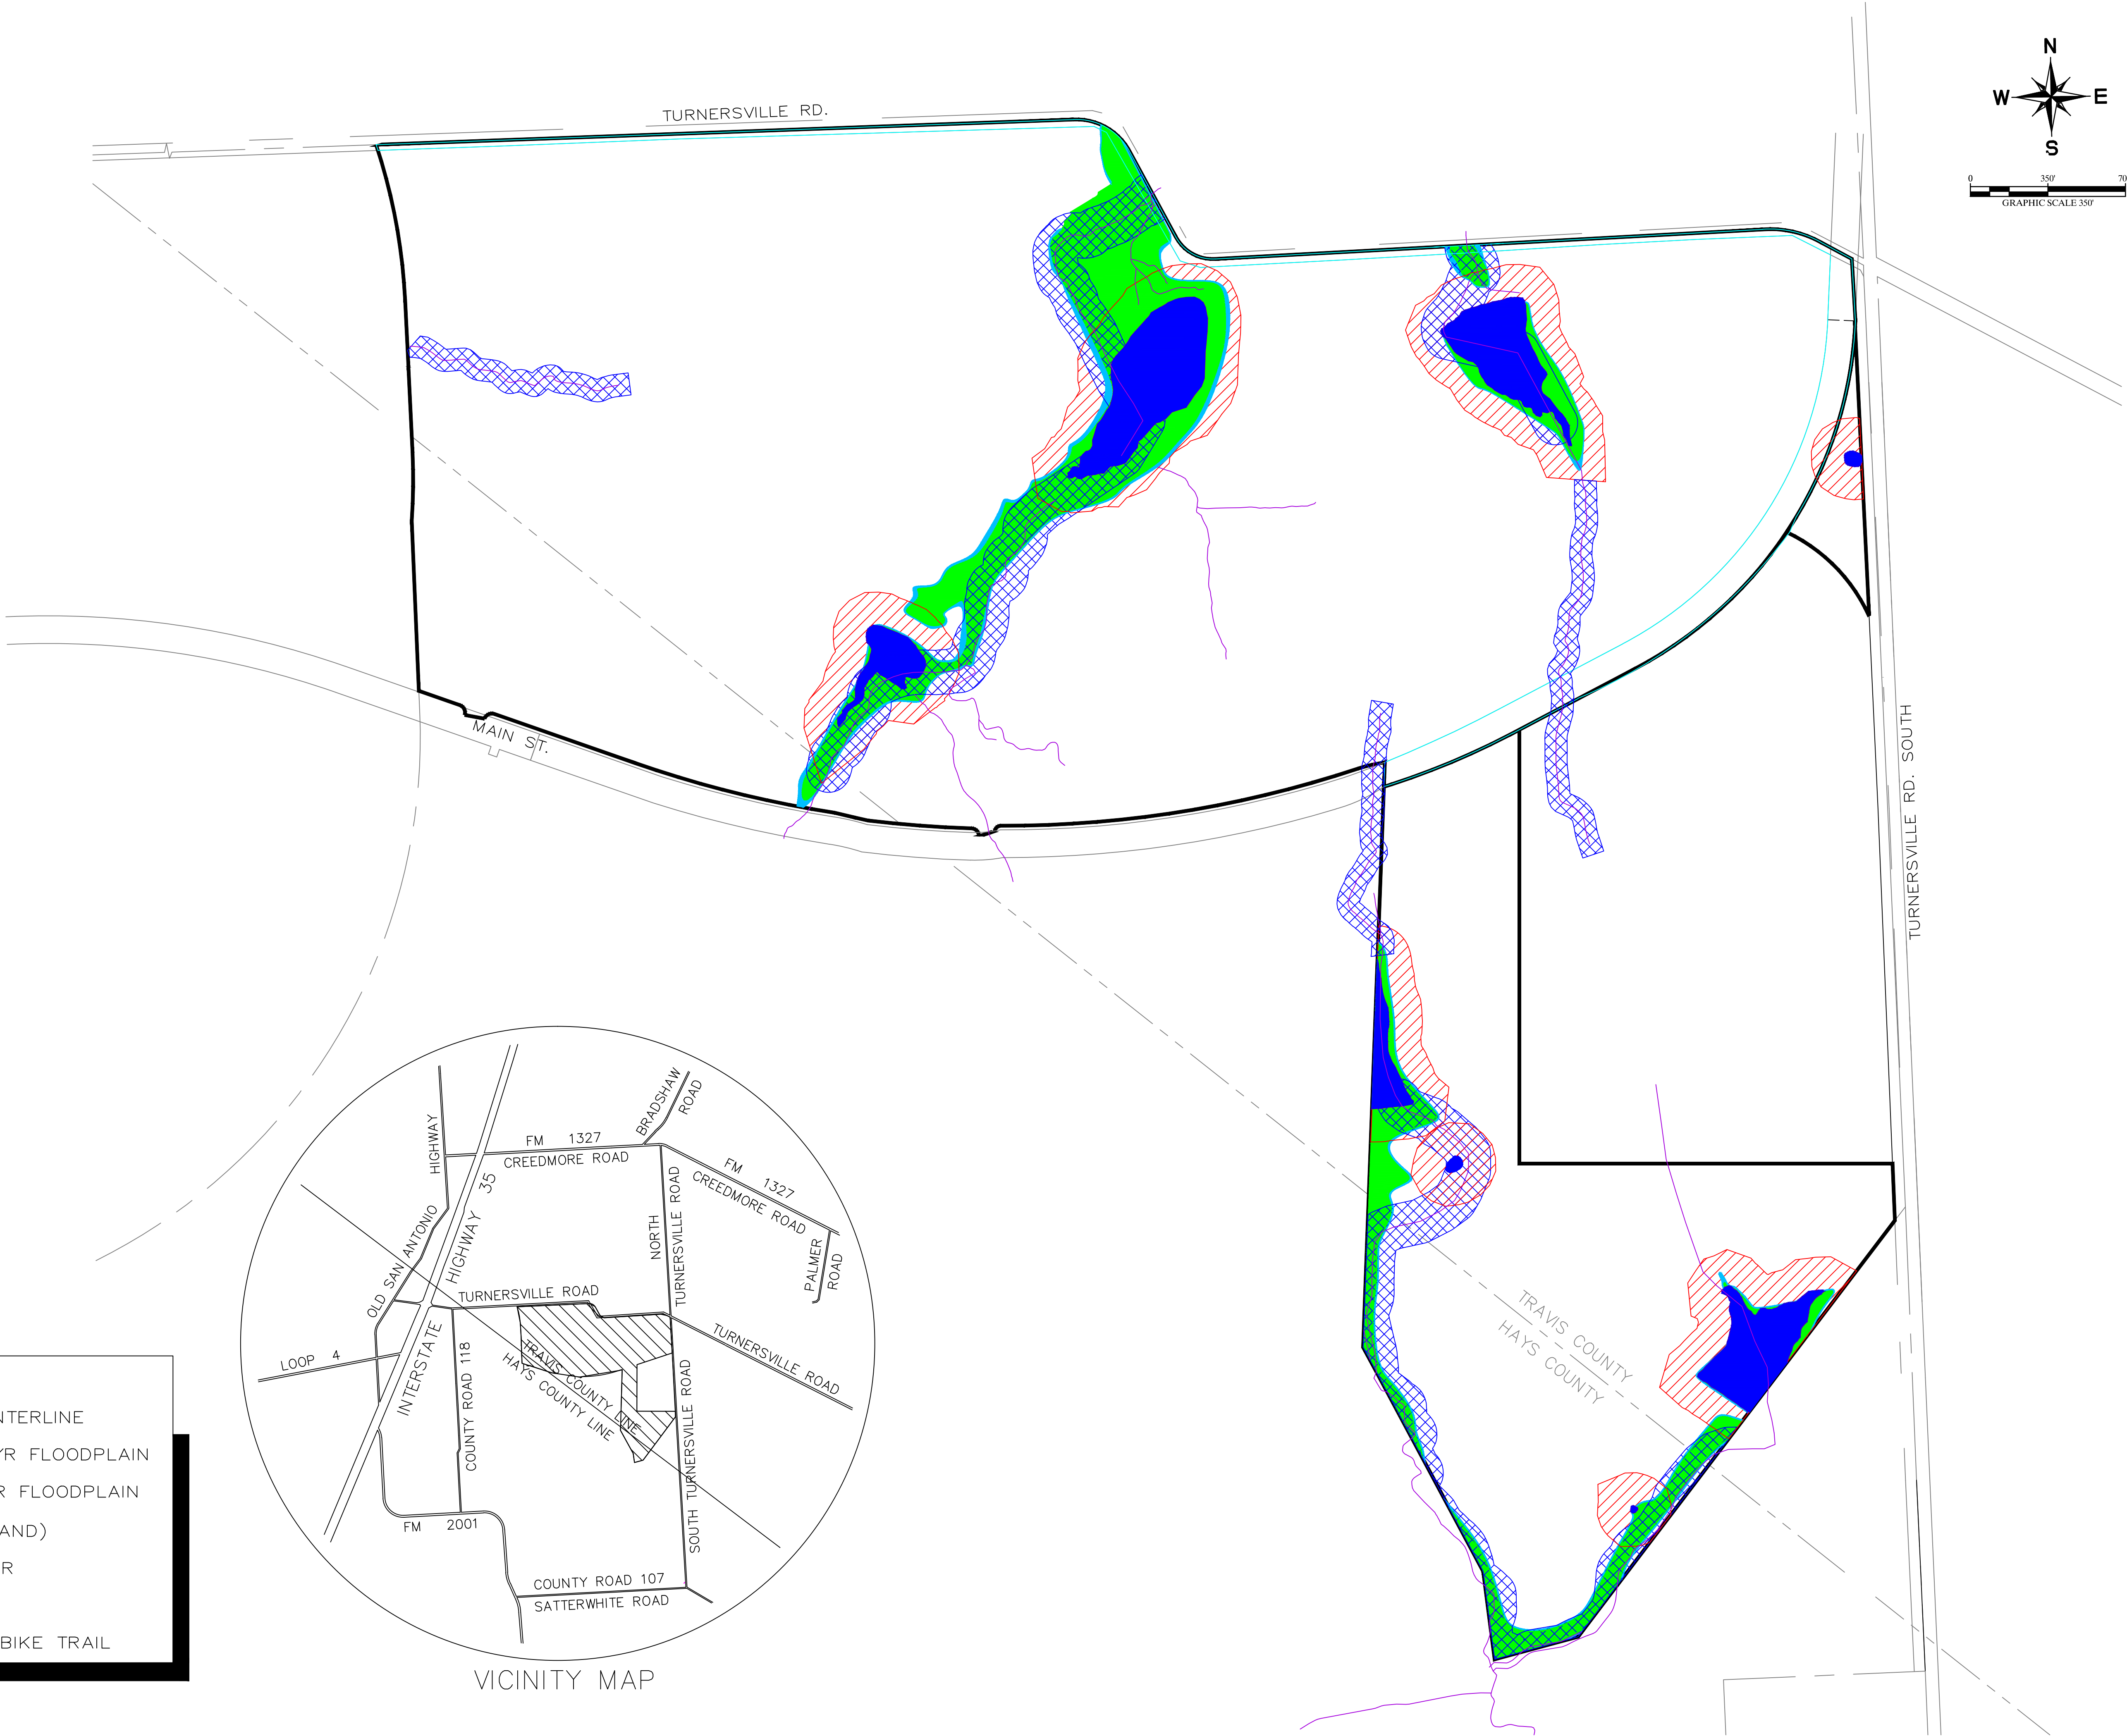 N
W E
S
0 350' 70
GRAPHIC SCALE 350'
TURNERSVILLE RD.
MAIN ST.
TURNERSVILLE RD. SOUTH
TRAVIS COUNTY
HAYS COUNTY
HIGHWAY
OLD SAN ANTONIO
INTERSTATE
HIGHWAY
35
BRADSHAW
ROAD
FM 1327
CREEDMORE ROAD
FM 1327
CREEDMORE ROAD
PALMER
ROAD
NORTH
TURNERSVILLE ROAD
TURNERSVILLE ROAD
TURNERSVILLE ROAD
LOOP 4
COUNTY ROAD 118
TRAVIS COUNTY LINE
HAYS COUNTY LINE
SOUTH TURNERSVILLE ROAD
FM 2001
COUNTY ROAD 107
SATTERWHITE ROAD
VICINITY MAP
NTERLINE
YR FLOODPLAIN
R FLOODPLAIN
AND)
R
BIKE TRAIL